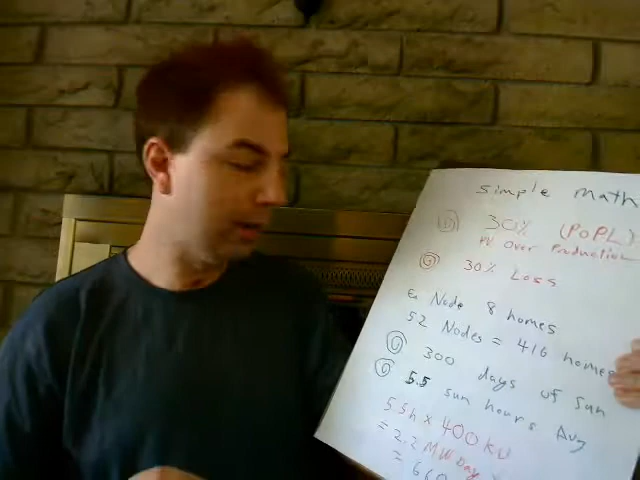 simple math
30% (POPL)
PV Over Production
30% Loss
Node 8 homes
52 Nodes = 416 homes
300 days of sun
5.5 sun hours Avg
5.5h x 400
= 2.2 MW Day
= 660